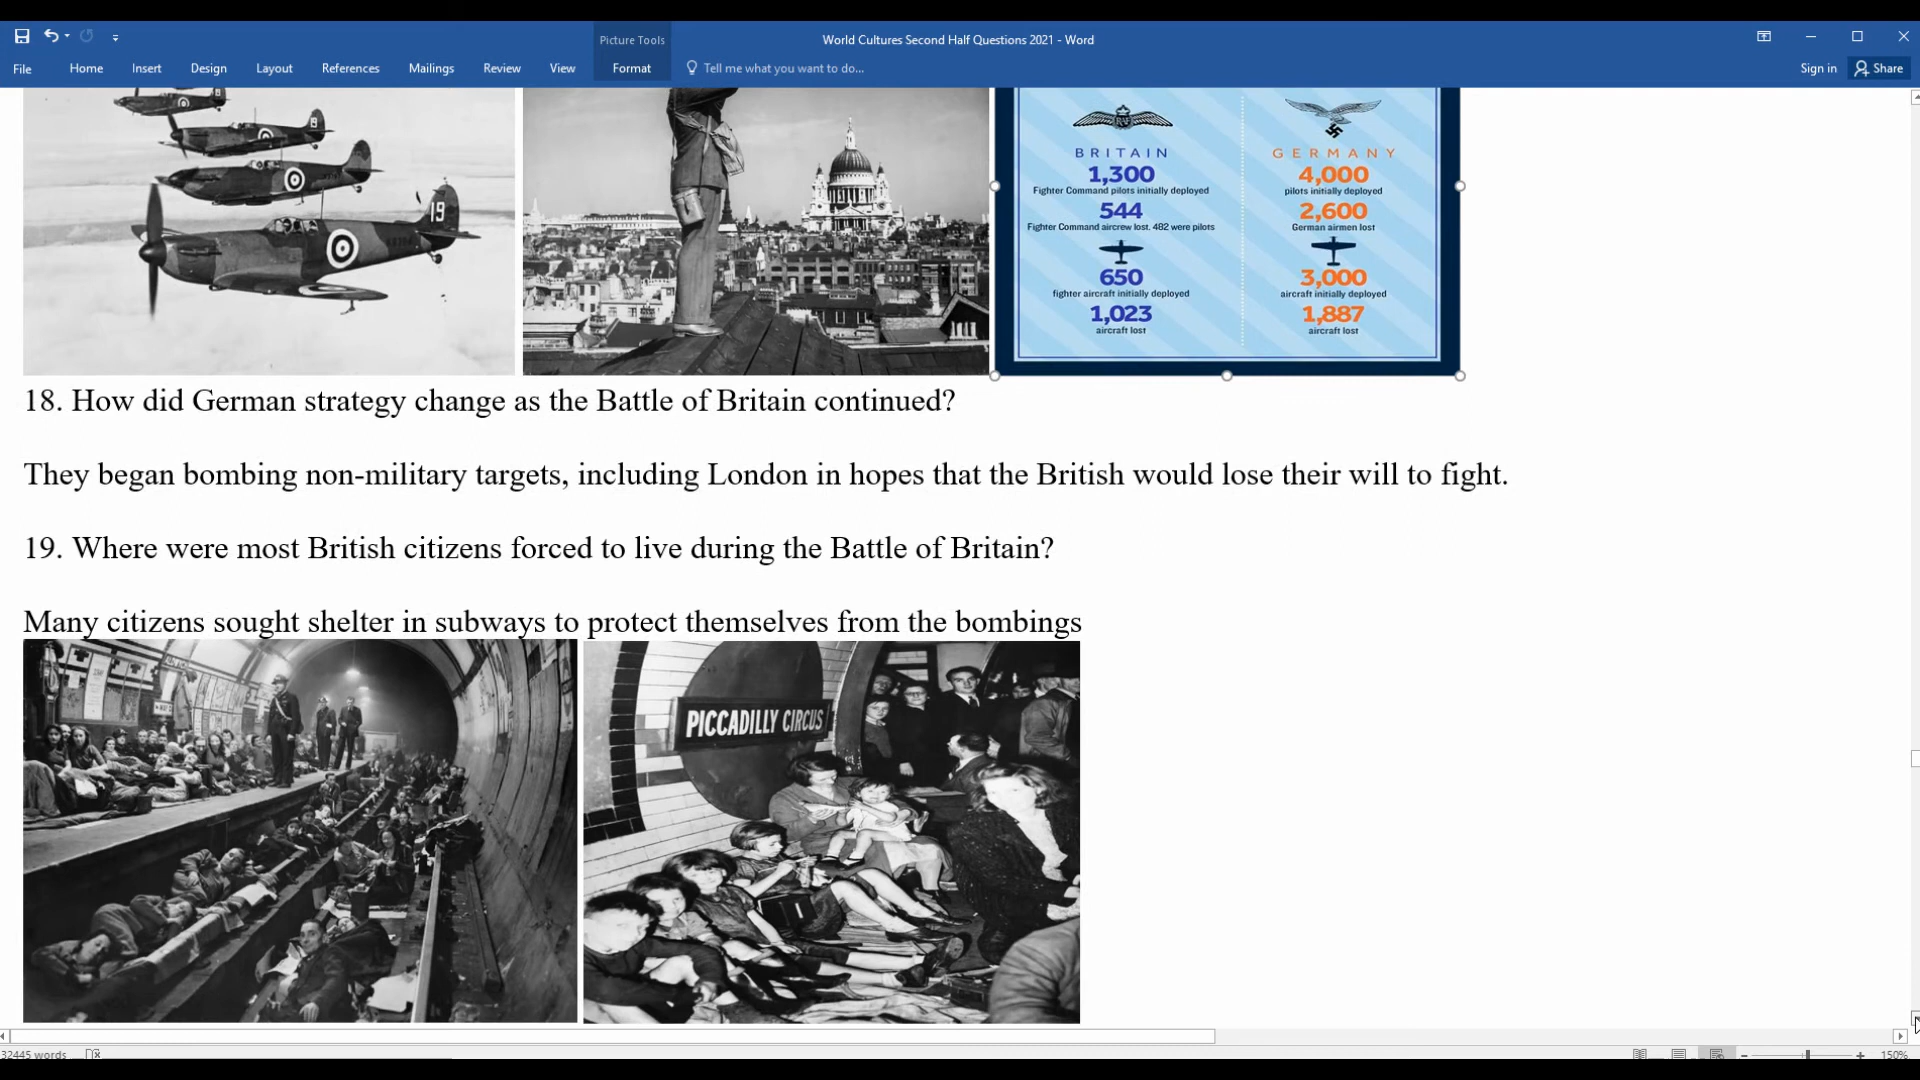 Picture Tools
World Cultures Second Half Questions 2021 - Word
File
Home
Insert
Design
Layout
References
Mailings
Review
View
Format
Tell me what you want to do...
Sign in
Share
19
19
RAF
BRITAIN
1,300
Fighter Command pilots initially deployed
544
Fighter Command aircrew lost. 482 were pilots
650
fighter aircraft initially deployed
1,023
aircraft lost
GERMANY
4,000
pilots initially deployed
2,600
German airmen lost
3,000
aircraft initially deployed
1,887
aircraft lost
18. How did German strategy change as the Battle of Britain continued?
They began bombing non-military targets, including London in hopes that the British would lose their will to fight.
19. Where were most British citizens forced to live during the Battle of Britain?
Many citizens sought shelter in subways to protect themselves from the bombings
PICCADILLY CIRCUS
32445 words
150%